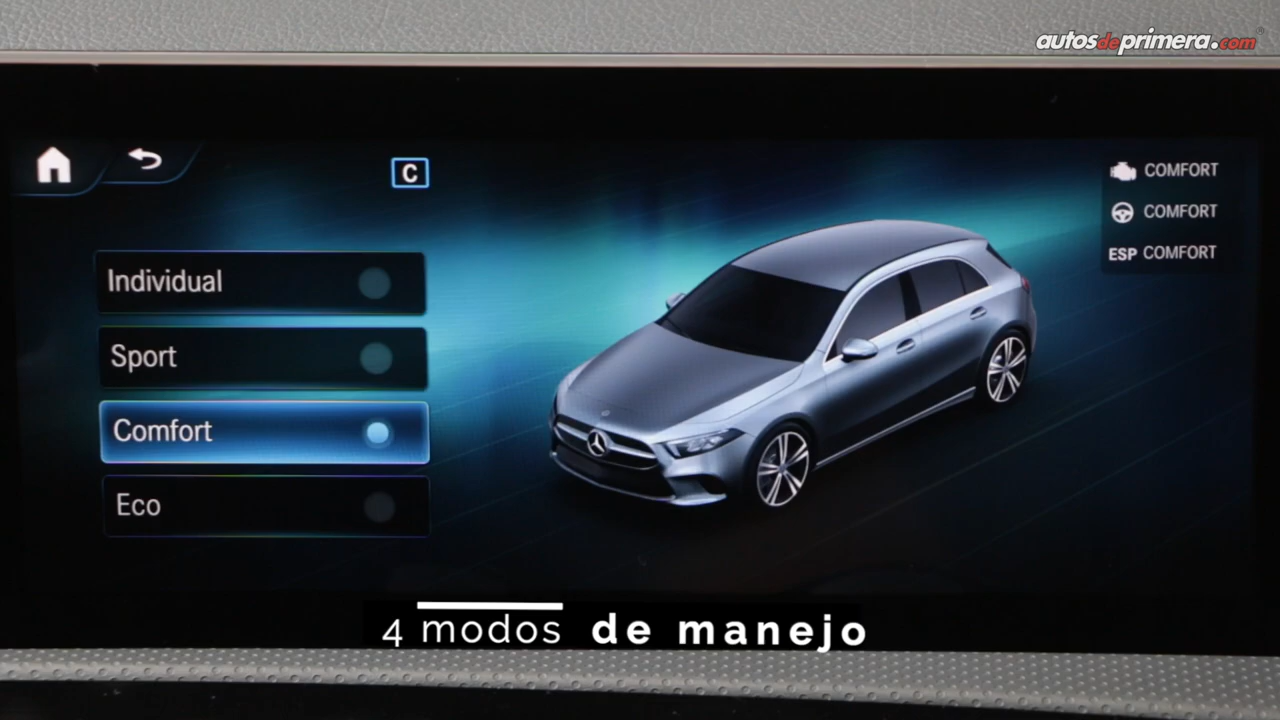 autosdeprimera.com
C
COMFORT
COMFORT
ESP COMFORT
Individual
Sport
Comfort
Eco
4 modos de manejo